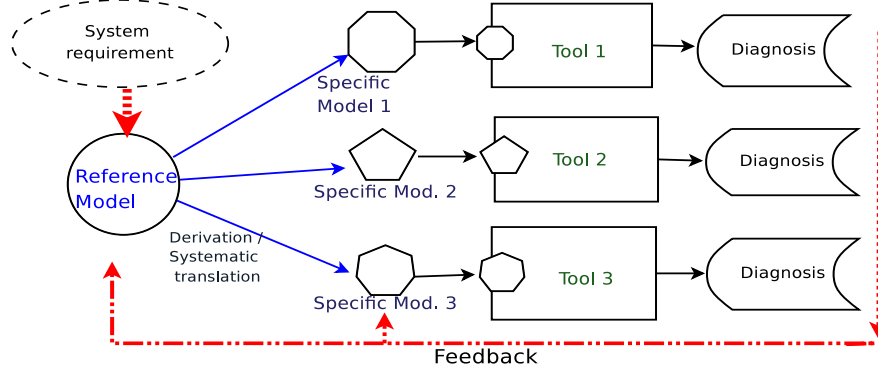 System
requirement
Specific
Model 1
Tool 1
Diagnosis
Reference
Model
Specific Mod. 2
Tool 2
Diagnosis
Derivation /
Systematic
translation
Specific Mod. 3
Tool 3
Diagnosis
Feedback